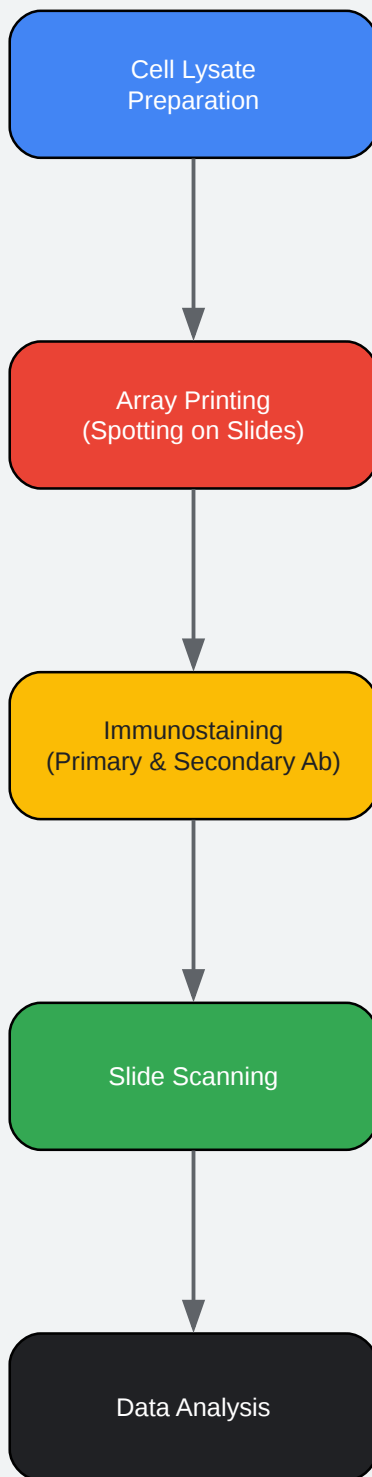 Cell Lysate
Preparation
Array Printing
(Spotting on Slides)
Immunostaining
(Primary & Secondary Ab)
Slide Scanning
Data Analysis